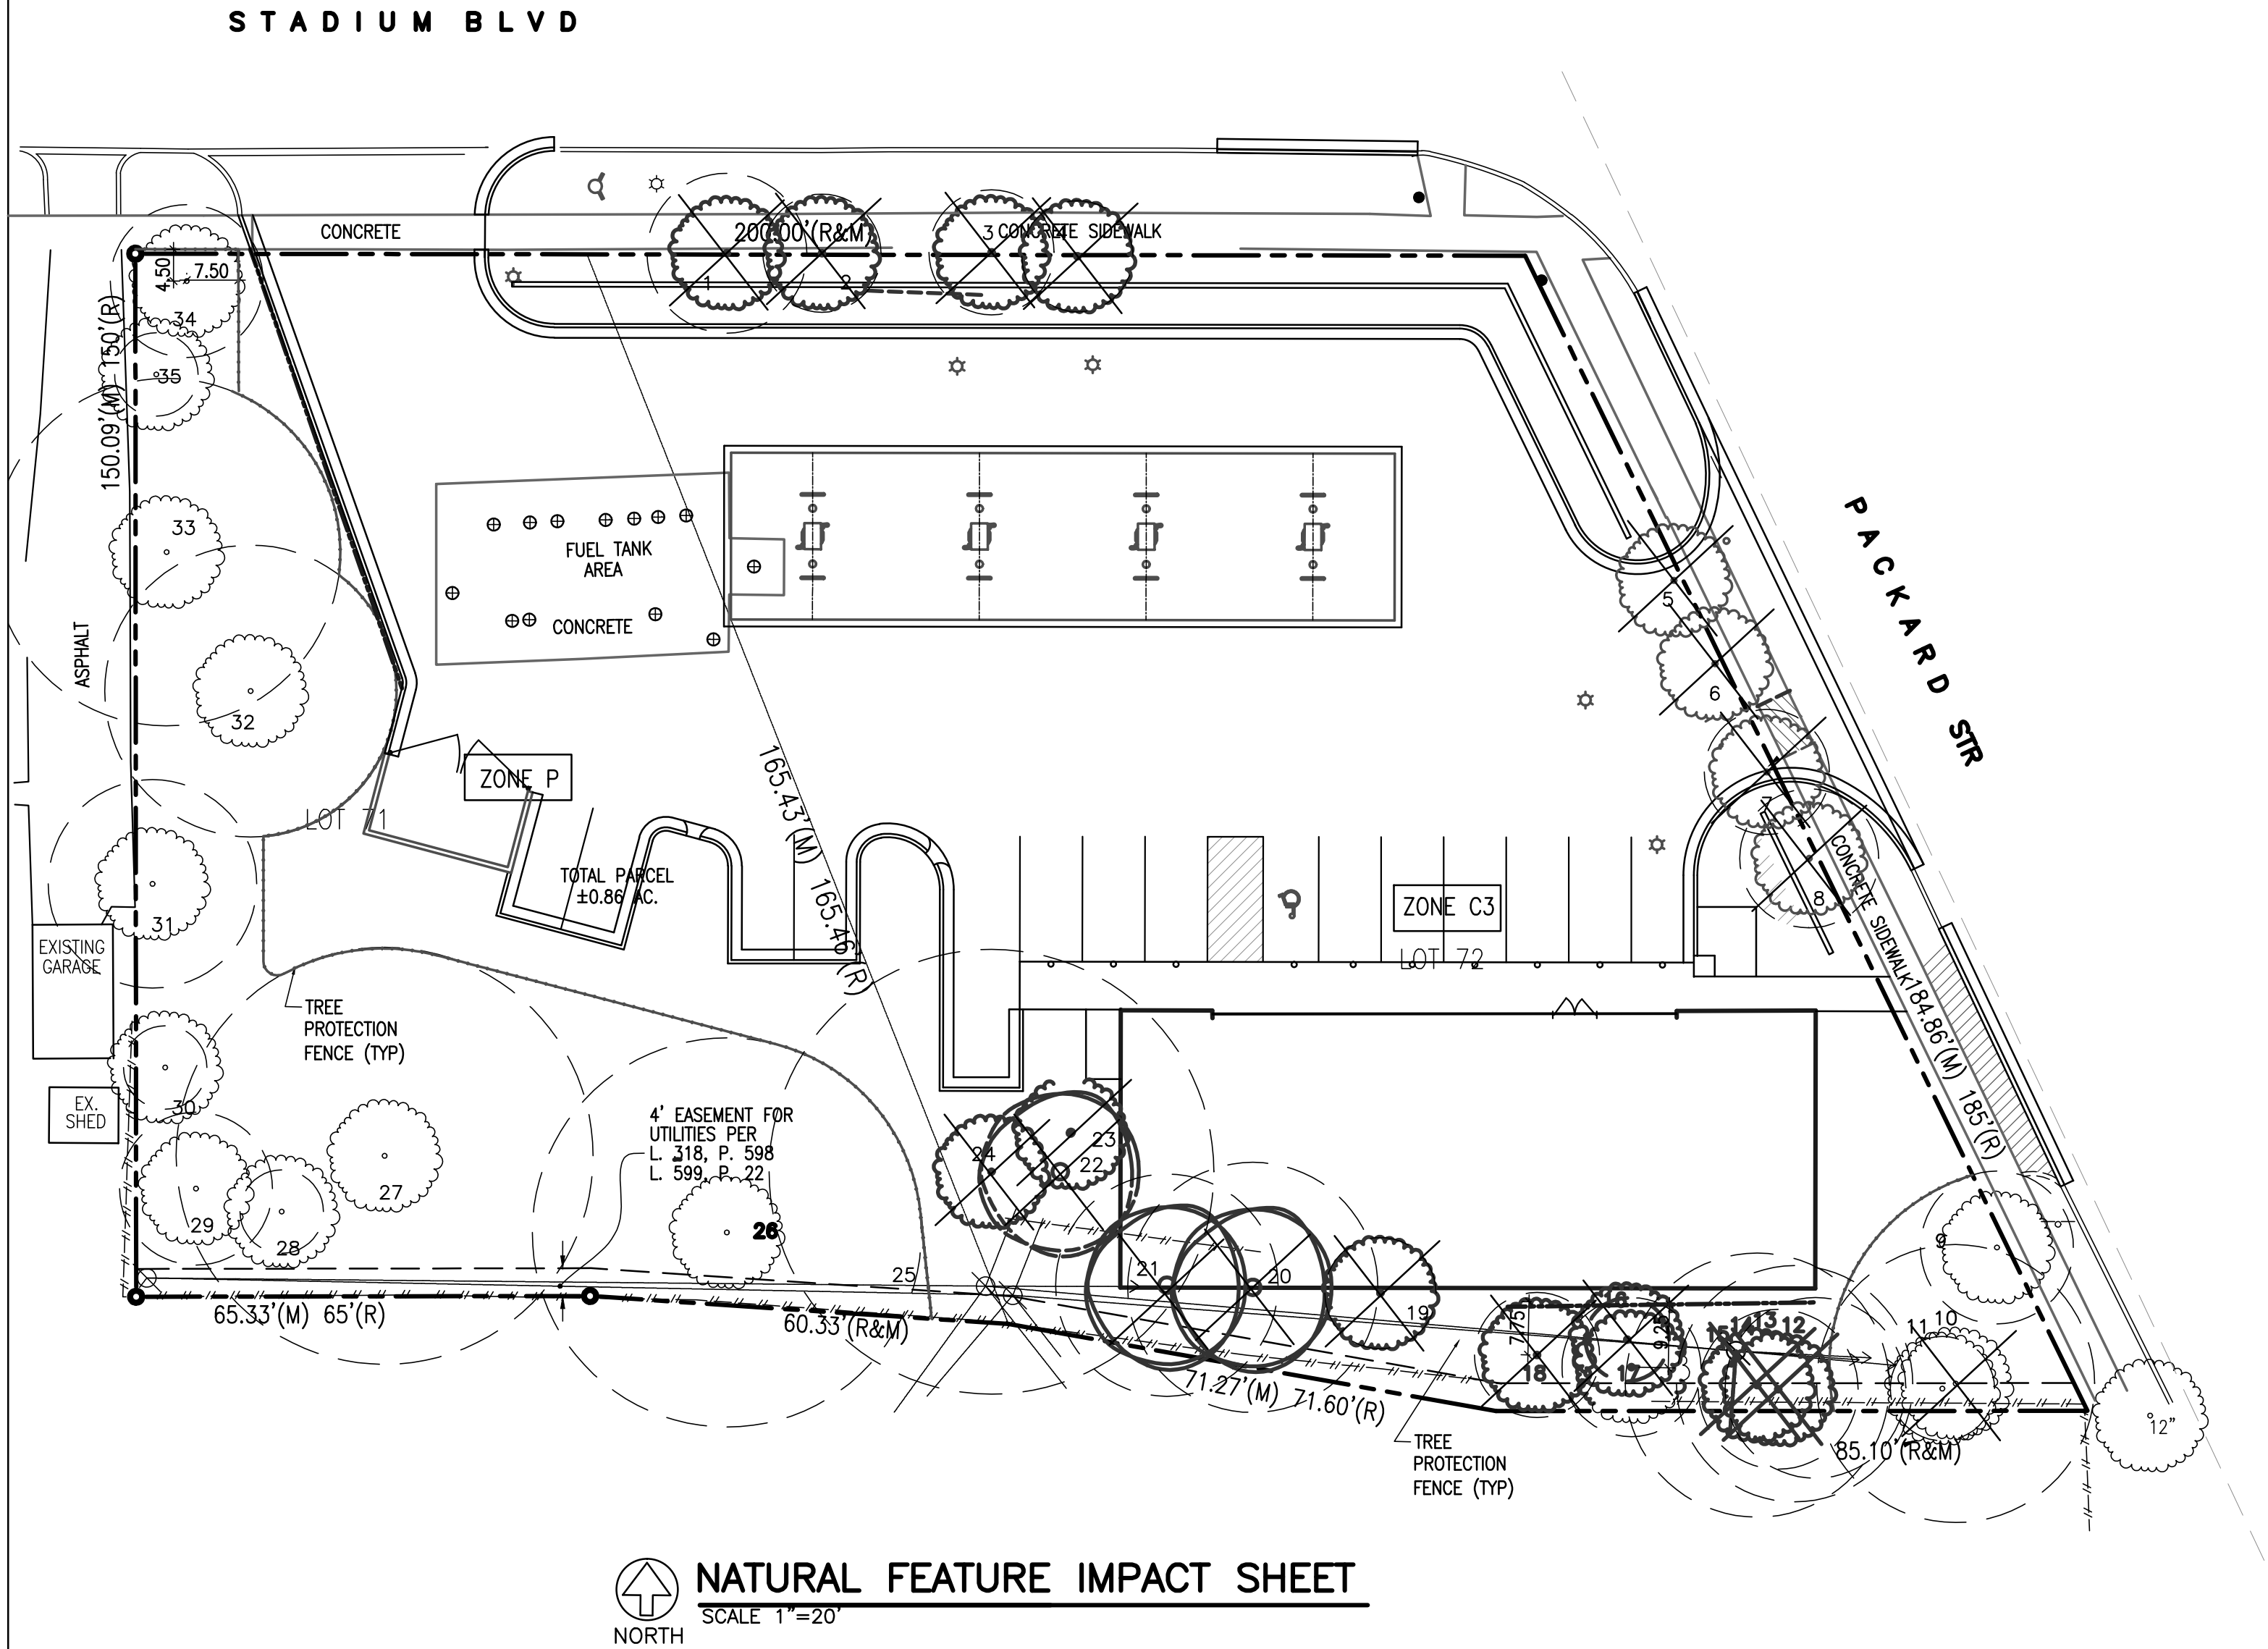 STADIUM BLVD
CONCRETE
200.00'(R&M)
3
CONCRETE SIDEWALK
4
4.50
7.50
1
2
34
150.09'(M) 150'(R)
35
PACKARD STR
33
FUEL TANK
AREA
CONCRETE
5
ASPHALT
32
6
165.43'(M) 165.46'(R)
ZONE P
7
LOT 71
TOTAL PARCEL
±0.86 AC.
CONCRETE SIDEWALK
8
ZONE C3
31
EXISTING
GARAGE
LOT 72
184.86'(M) 185'(R)
TREE
PROTECTION
FENCE (TYP)
30
EX.
SHED
4' EASEMENT FOR
UTILITIES PER
L. 318, P. 598
L. 599, P. 22
23
24
22
27
29
28
26
9
25
21
20
19
65.33'(M) 65'(R)
60.33'(R&M)
16
7.75
9.25
15
14
13
12
11
10
18
17
71.27'(M) 71.60'(R)
12"
85.10'(R&M)
TREE
PROTECTION
FENCE (TYP)
NATURAL FEATURE IMPACT SHEET
SCALE 1"=20'
NORTH